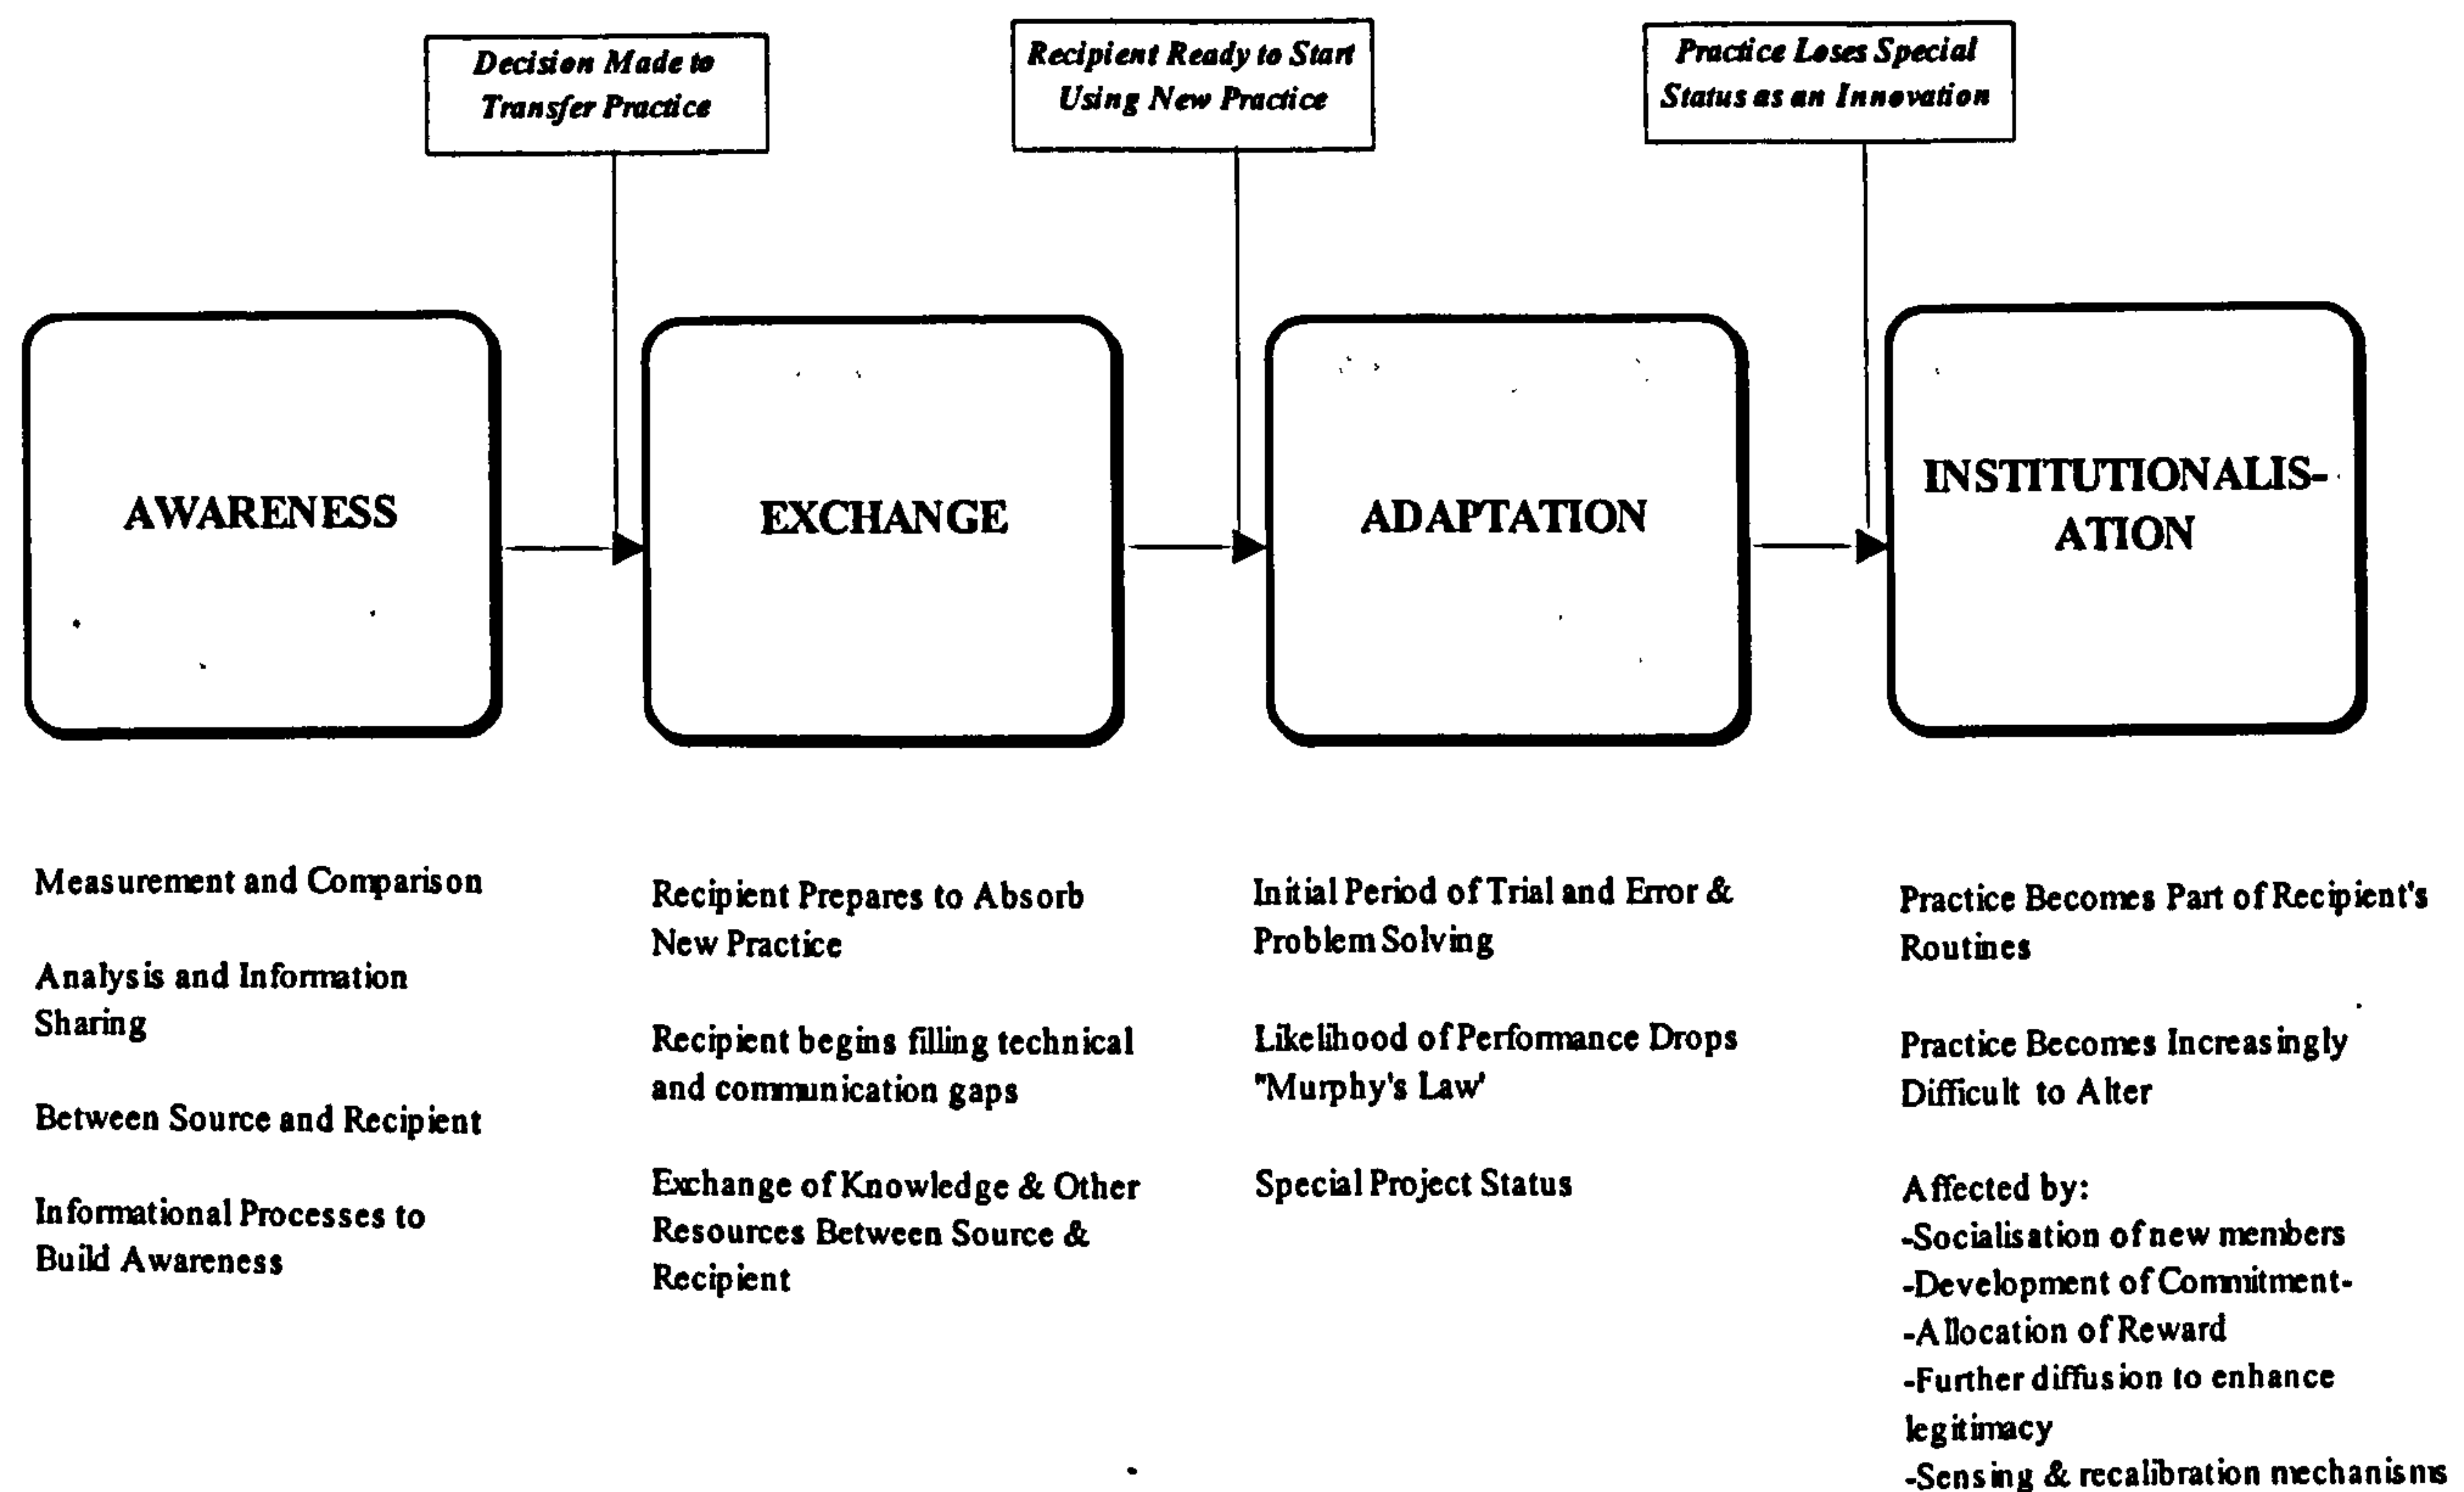 Decision Made to
Transfer Practice
Recipient Ready to Start
Using New Practice
Practice Loses Special
Status as an Innovation
AWARENESS
EXCHANGE
ADAPTATION
INSTITUTIONALIS-
ATION
Measurement and Comparison
Analysis and Information
Sharing
Between Source and Recipient
Informational Processes to
Build Awareness
Recipient Prepares to Absorb
New Practice
Recipient begins filling technical
and communication gaps
Exchange of Knowledge & Other
Resources Between Source &
Recipient
Initial Period of Trial and Error &
Problem Solving
Likelihood of Performance Drops
"Murphy's Law'
Special Project Status
Practice Becomes Part of Recipient's
Routines
Practice Becomes Increasingly
Difficult to Alter
Affected by:
-Socialisation of new members
-Development of Commitment-
-Allocation of Reward
-Further diffusion to enhance
legitimacy
-Sensing & recalibration mechanisms